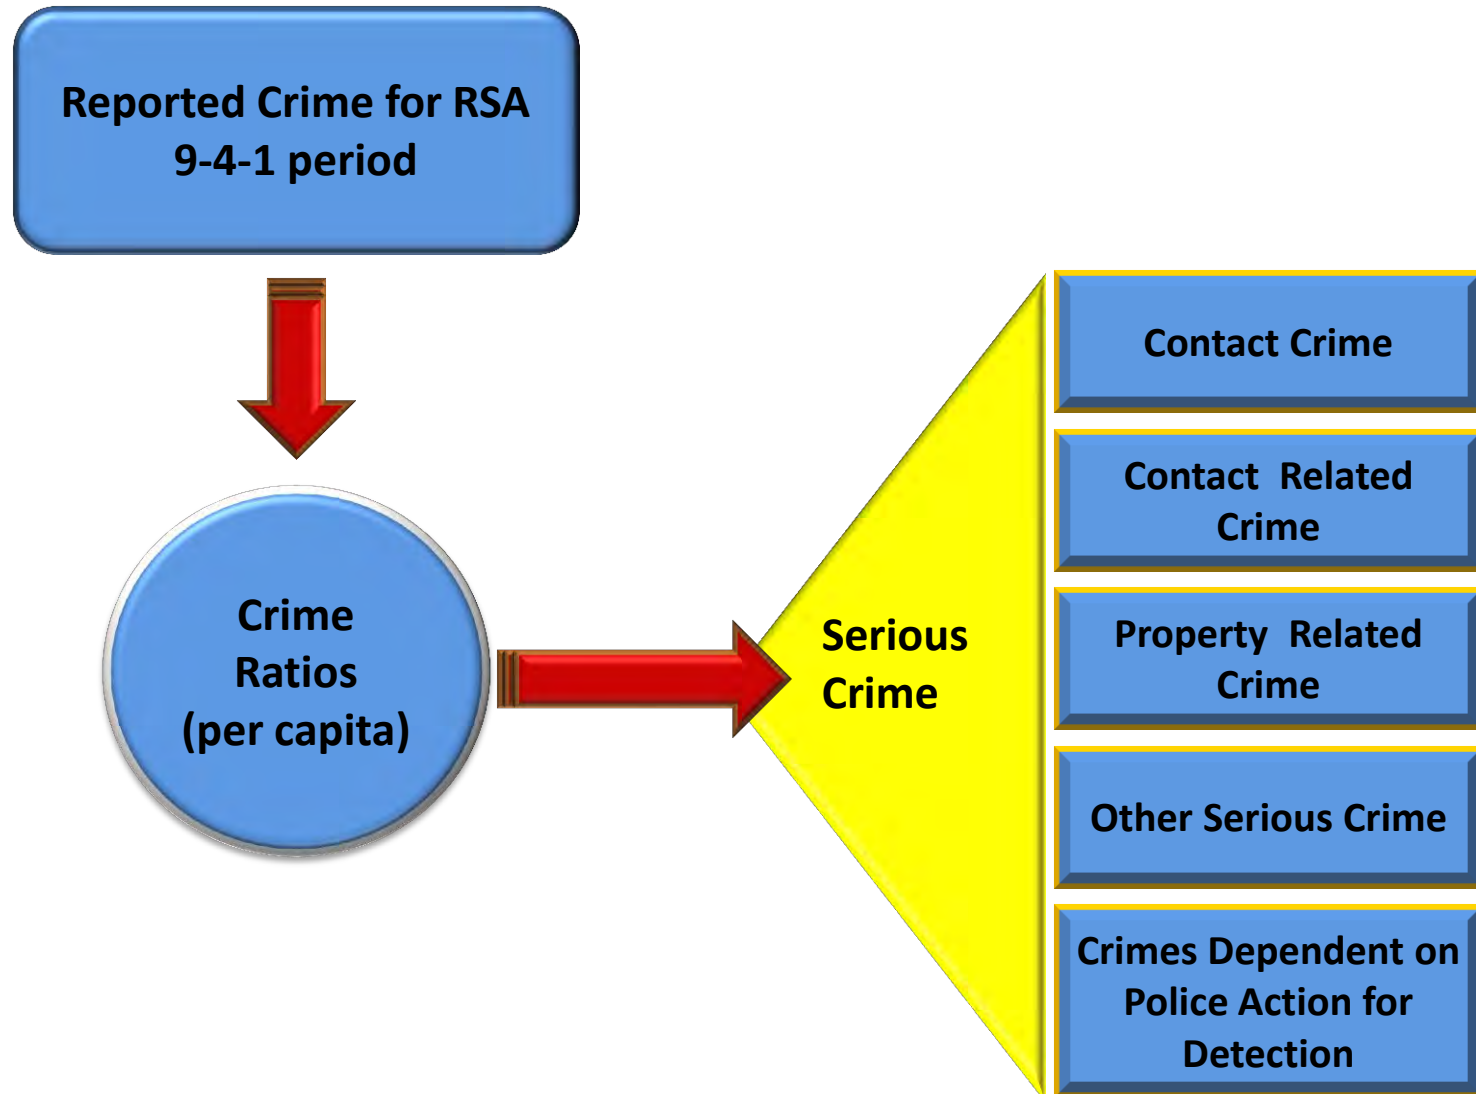 Reported Crime for RSA
9-4-1 period
Crime
Ratios
(per capita)
Serious
Crime
Contact Crime
Contact  Related
Crime
Property  Related
Crime
Other Serious Crime
Crimes Dependent on
Police Action for
Detection